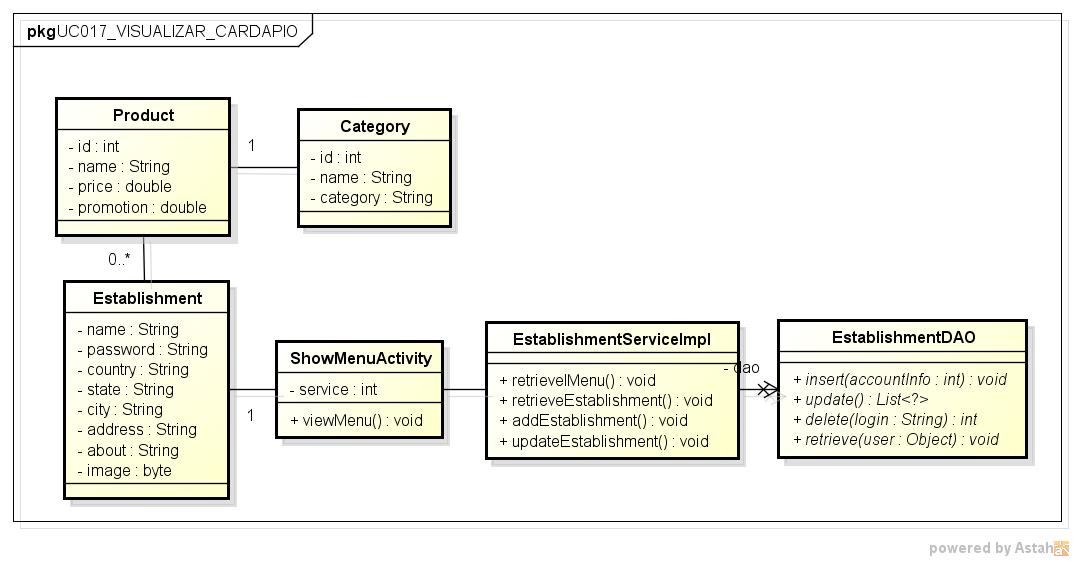 pkg UC017_VISUALIZAR_CARDAPIO
Product
- id : int
- name : String
- price : double
- promotion : double
1
Category
- id : int
- name : String
- category : String
0..*
Establishment
- name : String
- password : String
- country : String
- state : String
- city : String
- address : String
- about : String
- image : byte
1
ShowMenuActivity
- service : int
+ viewMenu() : void
EstablishmentServiceImpl
+ retrievelMenu() : void
+ retrieveEstablishment() : void
+ addEstablishment() : void
+ updateEstablishment() : void
- dao
EstablishmentDAO
+ insert(accountInfo : int) : void
+ update() : List<?>
+ delete(login : String) : int
+ retrieve(user : Object) : void
powered by Astah